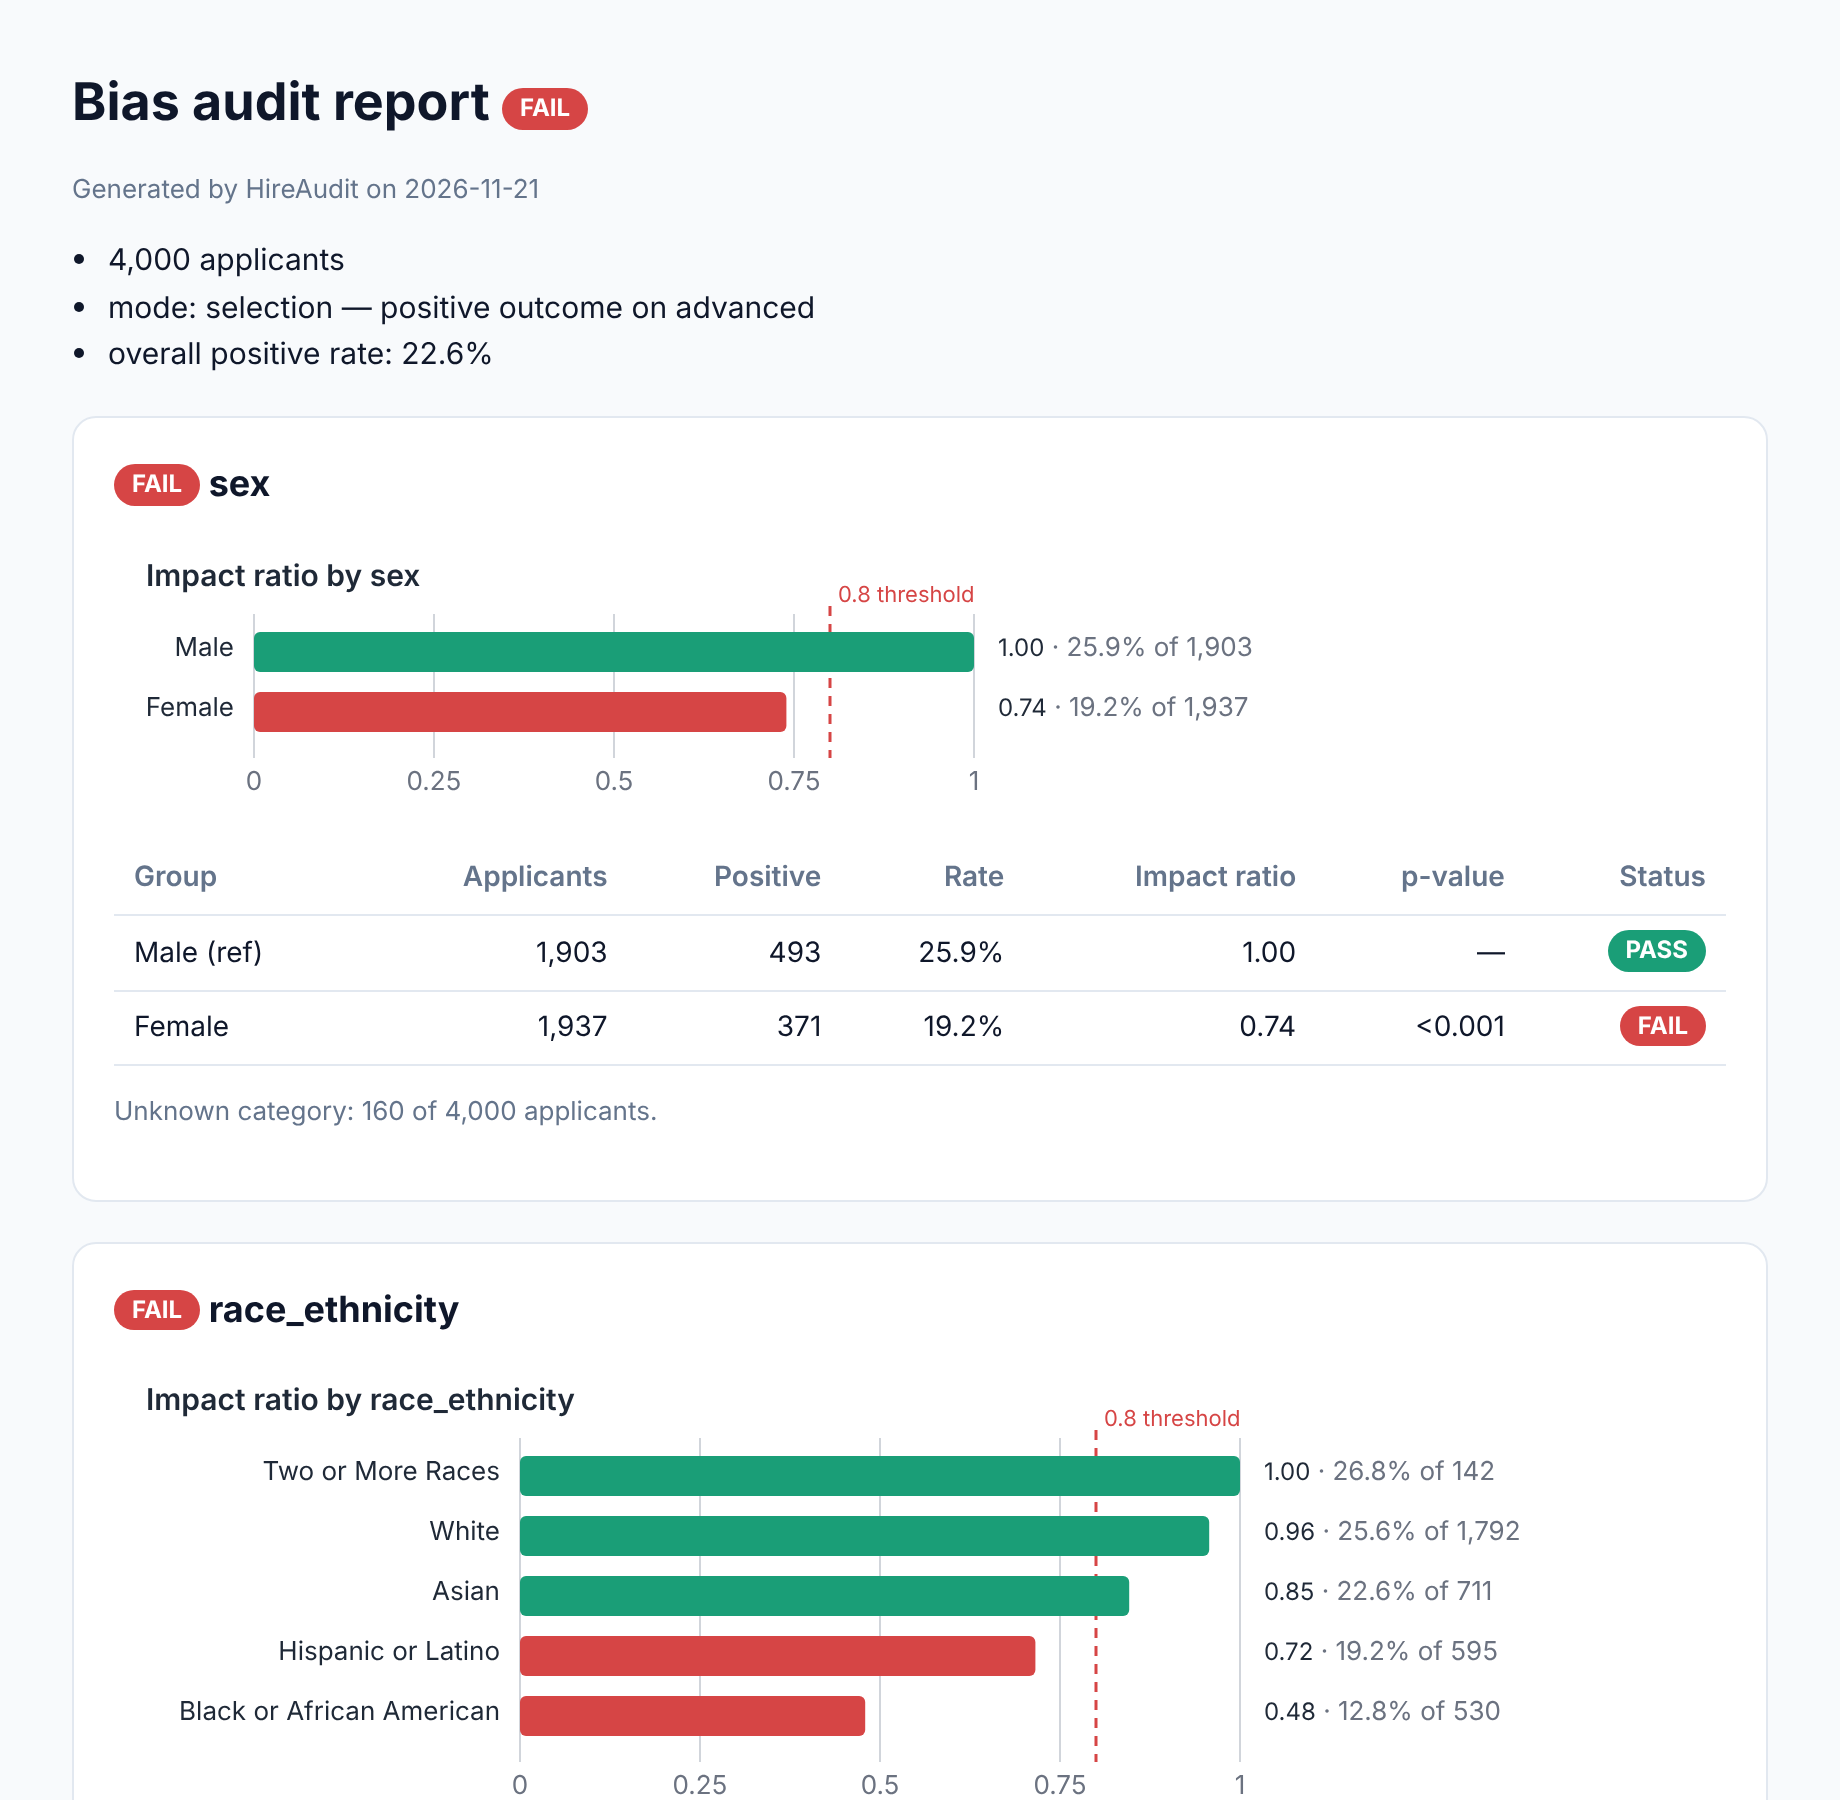 Bias audit report FAIL
Generated by HireAudit on 2026-11-21
• 4,000 applicants
• mode: selection — positive outcome on advanced
• overall positive rate: 22.6%
FAIL sex
Impact ratio by sex
0.8 threshold
Male 1.00 · 25.9% of 1,903
Female 0.74 · 19.2% of 1,937
0 0.25 0.5 0.75 1
Group Applicants Positive Rate Impact ratio p-value Status
Male (ref) 1,903 493 25.9% 1.00 — PASS
Female 1,937 371 19.2% 0.74 <0.001 FAIL
Unknown category: 160 of 4,000 applicants.
FAIL race_ethnicity
Impact ratio by race_ethnicity
0.8 threshold
Two or More Races 1.00 · 26.8% of 142
White 0.96 · 25.6% of 1,792
Asian 0.85 · 22.6% of 711
Hispanic or Latino 0.72 · 19.2% of 595
Black or African American 0.48 · 12.8% of 530
0 0.25 0.5 0.75 1